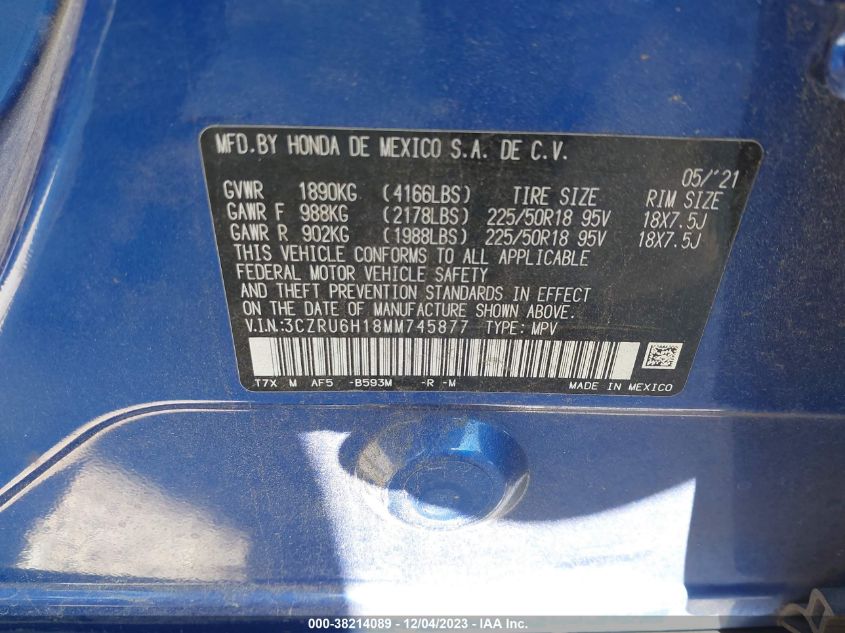 MFD.BY HONDA DE MEXICO S.A. DE C.V.
05/'21
GVWR 1890KG (4166LBS) TIRE SIZE RIM SIZE
GAWR F 988KG (2178LBS) 225/50R18 95V 18X7.5J
GAWR R 902KG (1988LBS) 225/50R18 95V 18X7.5J
THIS VEHICLE CONFORMS TO ALL APPLICABLE
FEDERAL MOTOR VEHICLE SAFETY
AND THEFT PREVENTION STANDARDS IN EFFECT
ON THE DATE OF MANUFACTURE SHOWN ABOVE.
V.I.N:3CZRU6H18MM745877 TYPE: MPV
T7X M AF5 -B593M -R -M MADE IN MEXICO
000-38214089 - 12/04/2023 - IAA Inc.